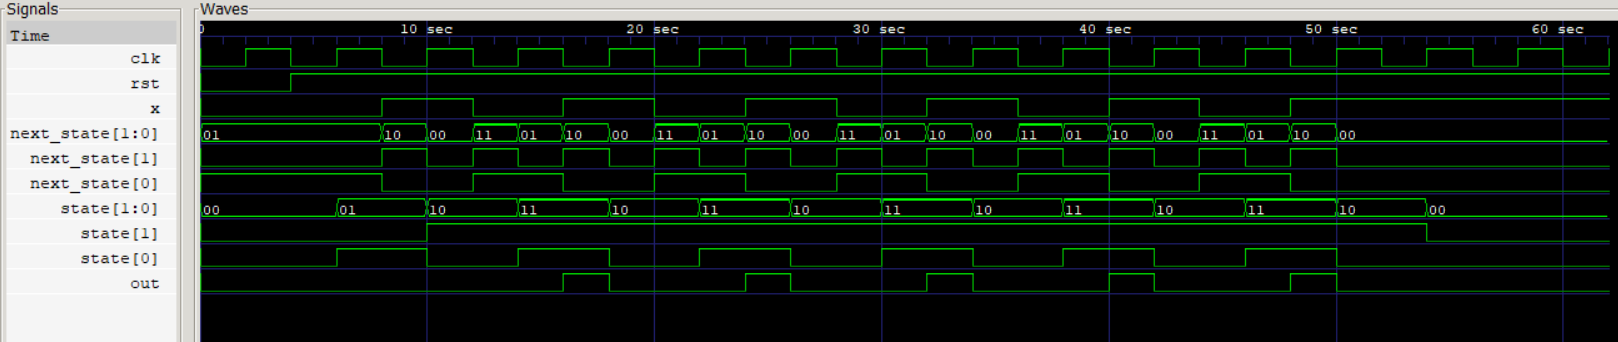 Signals
Waves
Time
0 10 sec 20 sec 30 sec 40 sec 50 sec 60 sec
clk
rst
x
next_state[1:0] 01 10 00 11 01 10 00 11 01 10 00 11 01 10 00 11 01 10 00 11 01 10 00
next_state[1]
next_state[0]
state[1:0] 00 01 10 11 10 11 10 11 10 11 10 11 10 00
state[1]
state[0]
out